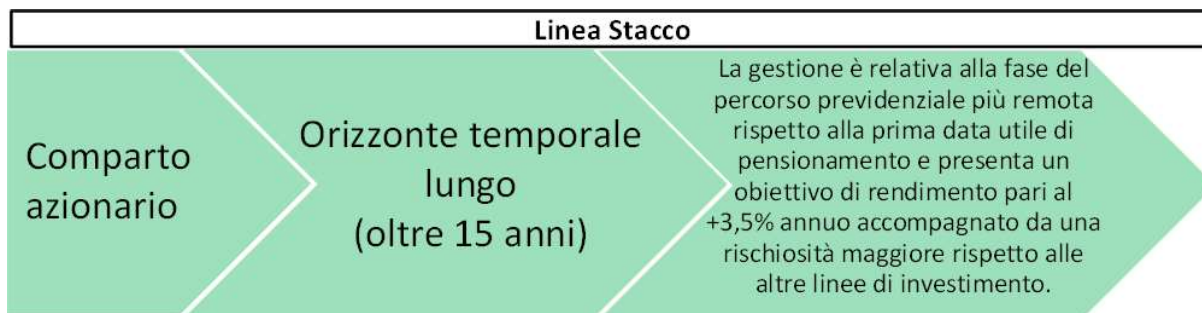 Linea Stacco
Comparto
azionario
Orizzonte temporale
lungo
(oltre 15 anni)
La gestione è relativa alla fase del
percorso previdenziale più remota
rispetto alla prima data utile di
pensionamento e presenta un
obiettivo di rendimento pari al
+3,5% annuo accompagnato da una
rischiosità maggiore rispetto alle
altre linee di investimento.